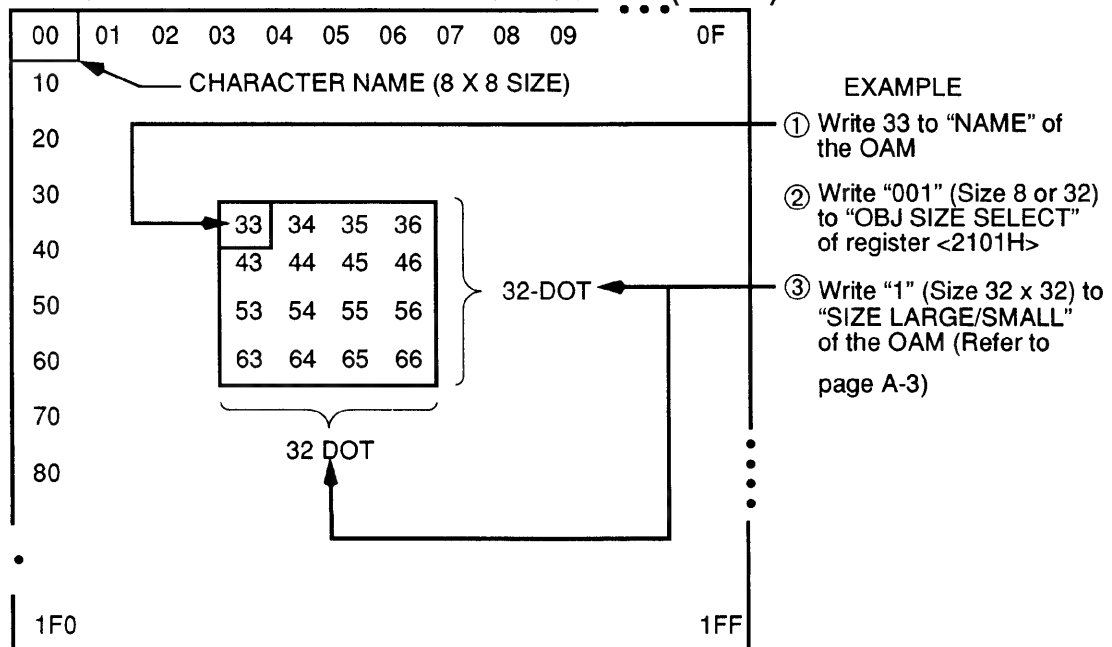 00 01 02 03 04 05 06 07 08 09 0F
10 CHARACTER NAME (8 X 8 SIZE)
20
30
40
50
60
70
80
1F0 1FF
33 34 35 36
43 44 45 46
53 54 55 56
63 64 65 66
32-DOT
32 DOT
EXAMPLE
① Write 33 to “NAME” of
the OAM
② Write “001” (Size 8 or 32)
to “OBJ SIZE SELECT”
of register <2101H>
③ Write “1” (Size 32 x 32) to
“SIZE LARGE/SMALL”
of the OAM (Refer to
page A-3)